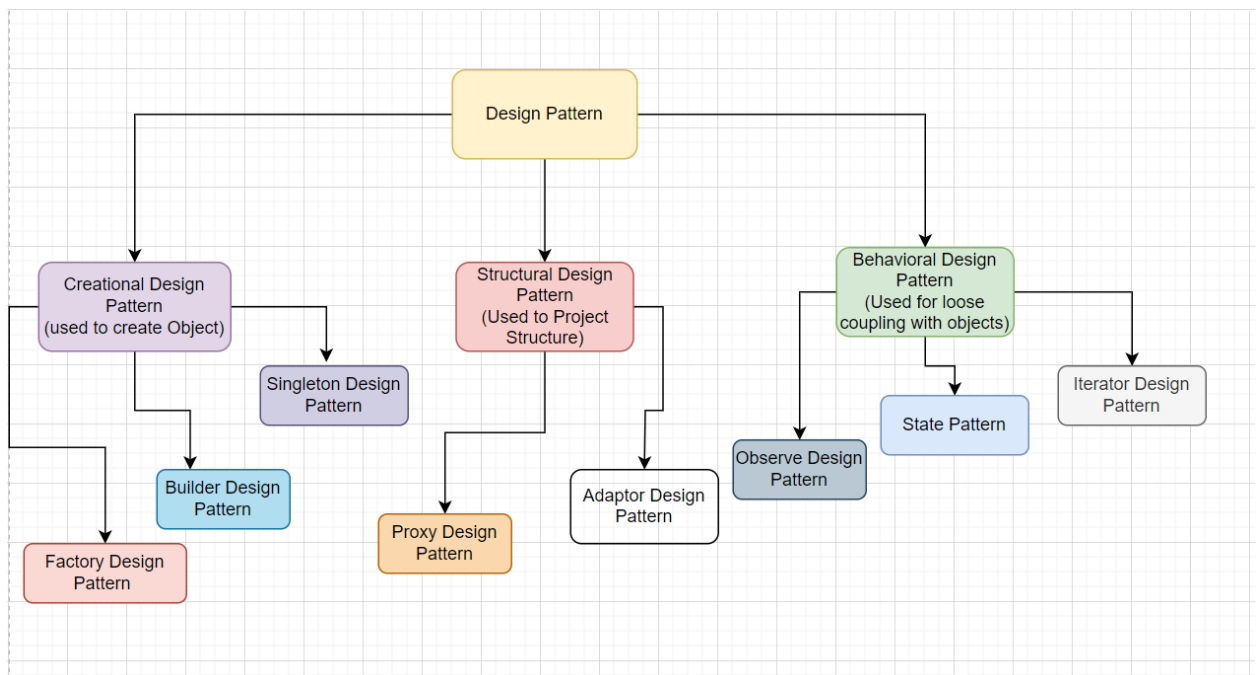 Design Pattern
Creational Design
Pattern
(used to create Object)
Structural Design
Pattern
(Used to Project
Structure)
Behavioral Design
Pattern
(Used for loose
coupling with objects)
Singleton Design
Pattern
Iterator Design
Pattern
State Pattern
Observe Design
Pattern
Builder Design
Pattern
Adaptor Design
Pattern
Proxy Design
Pattern
Factory Design
Pattern